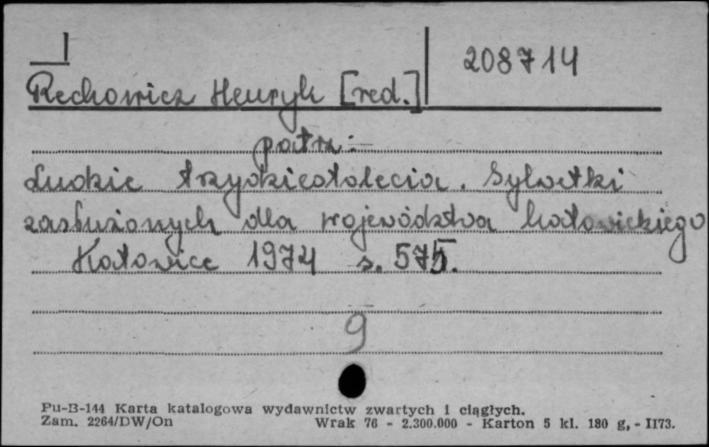 I
208714
Rechowicz Henryk [red.]
patrz:
Ludzie trzydziestolecia. Sylwetki
zasłużonych dla województwa katowickiego
Katowice 1974 s. 575.
9
Pu-B-144 Karta katalogowa wydawnictw zwartych i ciągłych.
Zam. 2264/DW/On Wrak 76 - 2.300.000 - Karton 5 kl. 180 g, - II73.